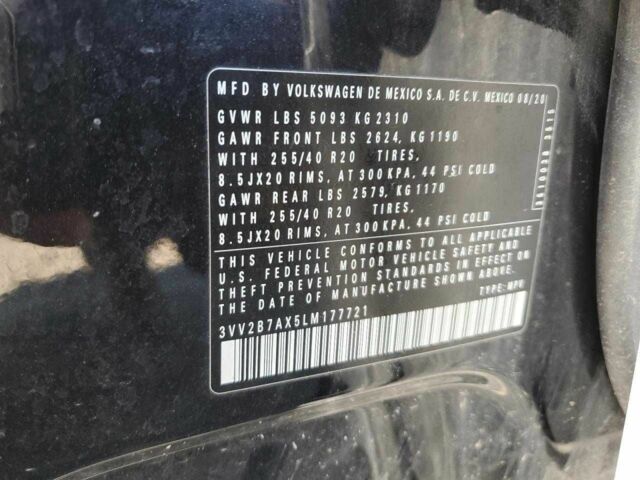 MFD BY VOLKSWAGEN DE MEXICO S.A. DE C.V. MEXICO 08/20
GVWR LBS 5093 KG 2310
GAWR FRONT LBS 2624, KG 1190
WITH 255/40 R20 TIRES,
8.5JX20 RIMS, AT 300 KPA, 44 PSI COLD
GAWR REAR LBS 2579, KG 1170
WITH 255/40 R20 TIRES,
8.5JX20 RIMS, AT 300 KPA, 44 PSI COLD
THIS VEHICLE CONFORMS TO ALL APPLICABLE
U.S. FEDERAL MOTOR VEHICLE SAFETY AND
THEFT PREVENTION STANDARDS IN EFFECT ON
THE DATE OF MANUFACTURE SHOWN ABOVE.
3VV2B7AX5LM177721 TYPE: MPV